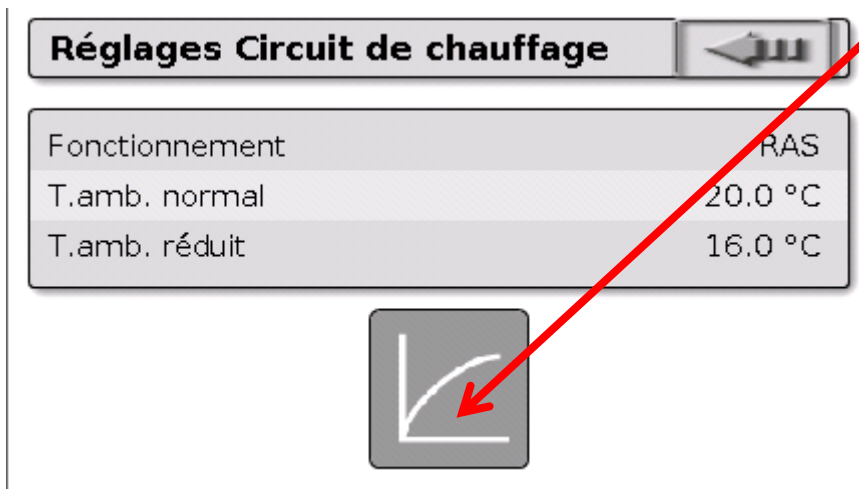 Réglages Circuit de chauffage
Fonctionnement RAS
T.amb. normal 20.0 °C
T.amb. réduit 16.0 °C